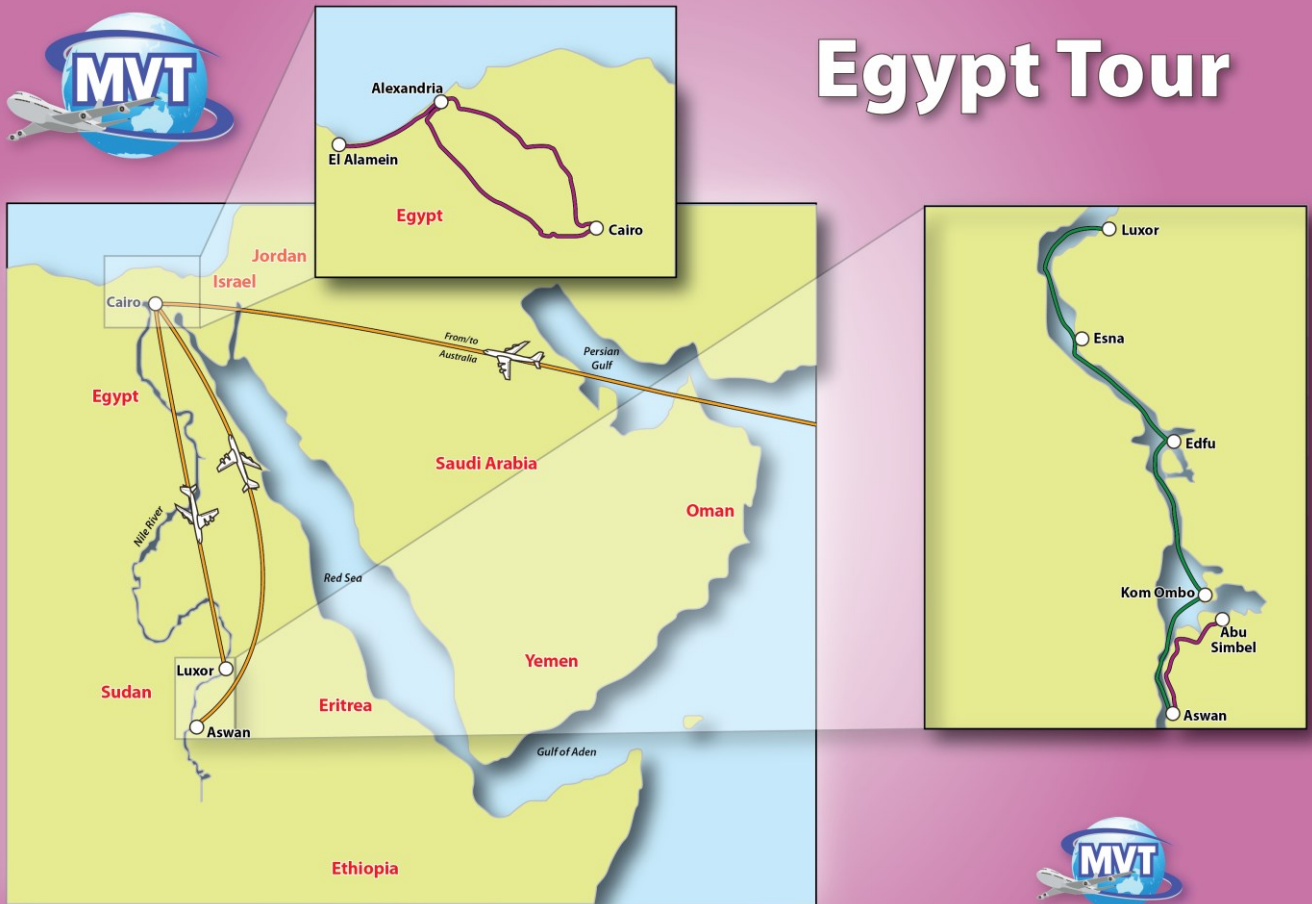 MVT
Egypt Tour
Alexandria
El Alamein
Egypt
Cairo
Jordan
Israel
Cairo
From/to
Australia
Persian
Gulf
Egypt
Saudi Arabia
Oman
Nile River
Red Sea
Luxor
Yemen
Sudan
Eritrea
Aswan
Gulf of Aden
Ethiopia
Luxor
Esna
Edfu
Kom Ombo
Abu
Simbel
Aswan
MVT